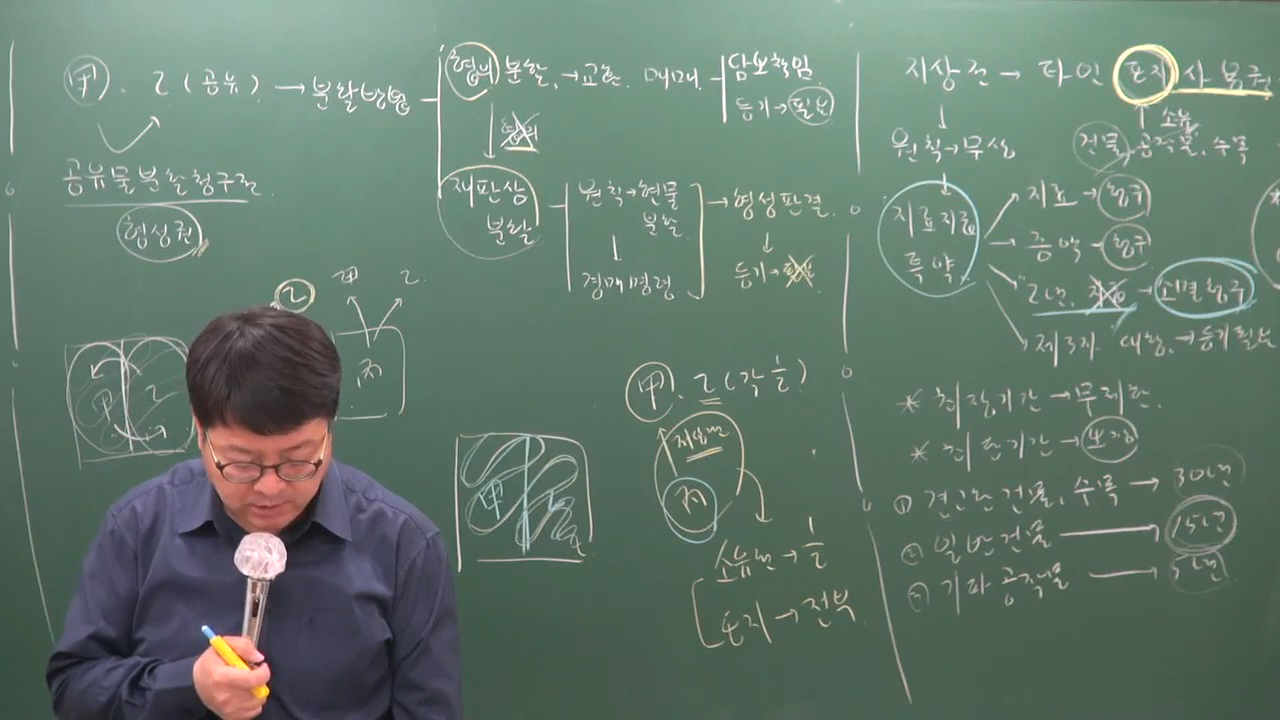 甲. 乙(공유) → 분할방법
공유물분할청구권
형성권
협의 분할. → 교환. 매매.
담보책임
등기 → 필요
협의
재판상
분할
원칙 → 현물
분할
↓
경매명령.
→ 형성판결.
↓
등기 → 필요
乙
甲 乙
甲 乙
甲. 乙 (각 1/2)
지상권
소유권 → 1/2
토지 → 전부
甲
지상권 → 타인 토지 사용권
↑ 소유
건물, 공작물, 수목
↓
원칙 → 무상
지료지급
특약
지료 → 청구
증액 → 청구
2년. → 소멸청구
제3자 대항. → 등기필요
* 최장기간 → 무제한.
* 최단기간 → 보장
① 견고한 건물, 수목 → 30년
② 일반건물 → 15년
③ 기타 공작물 → 5년